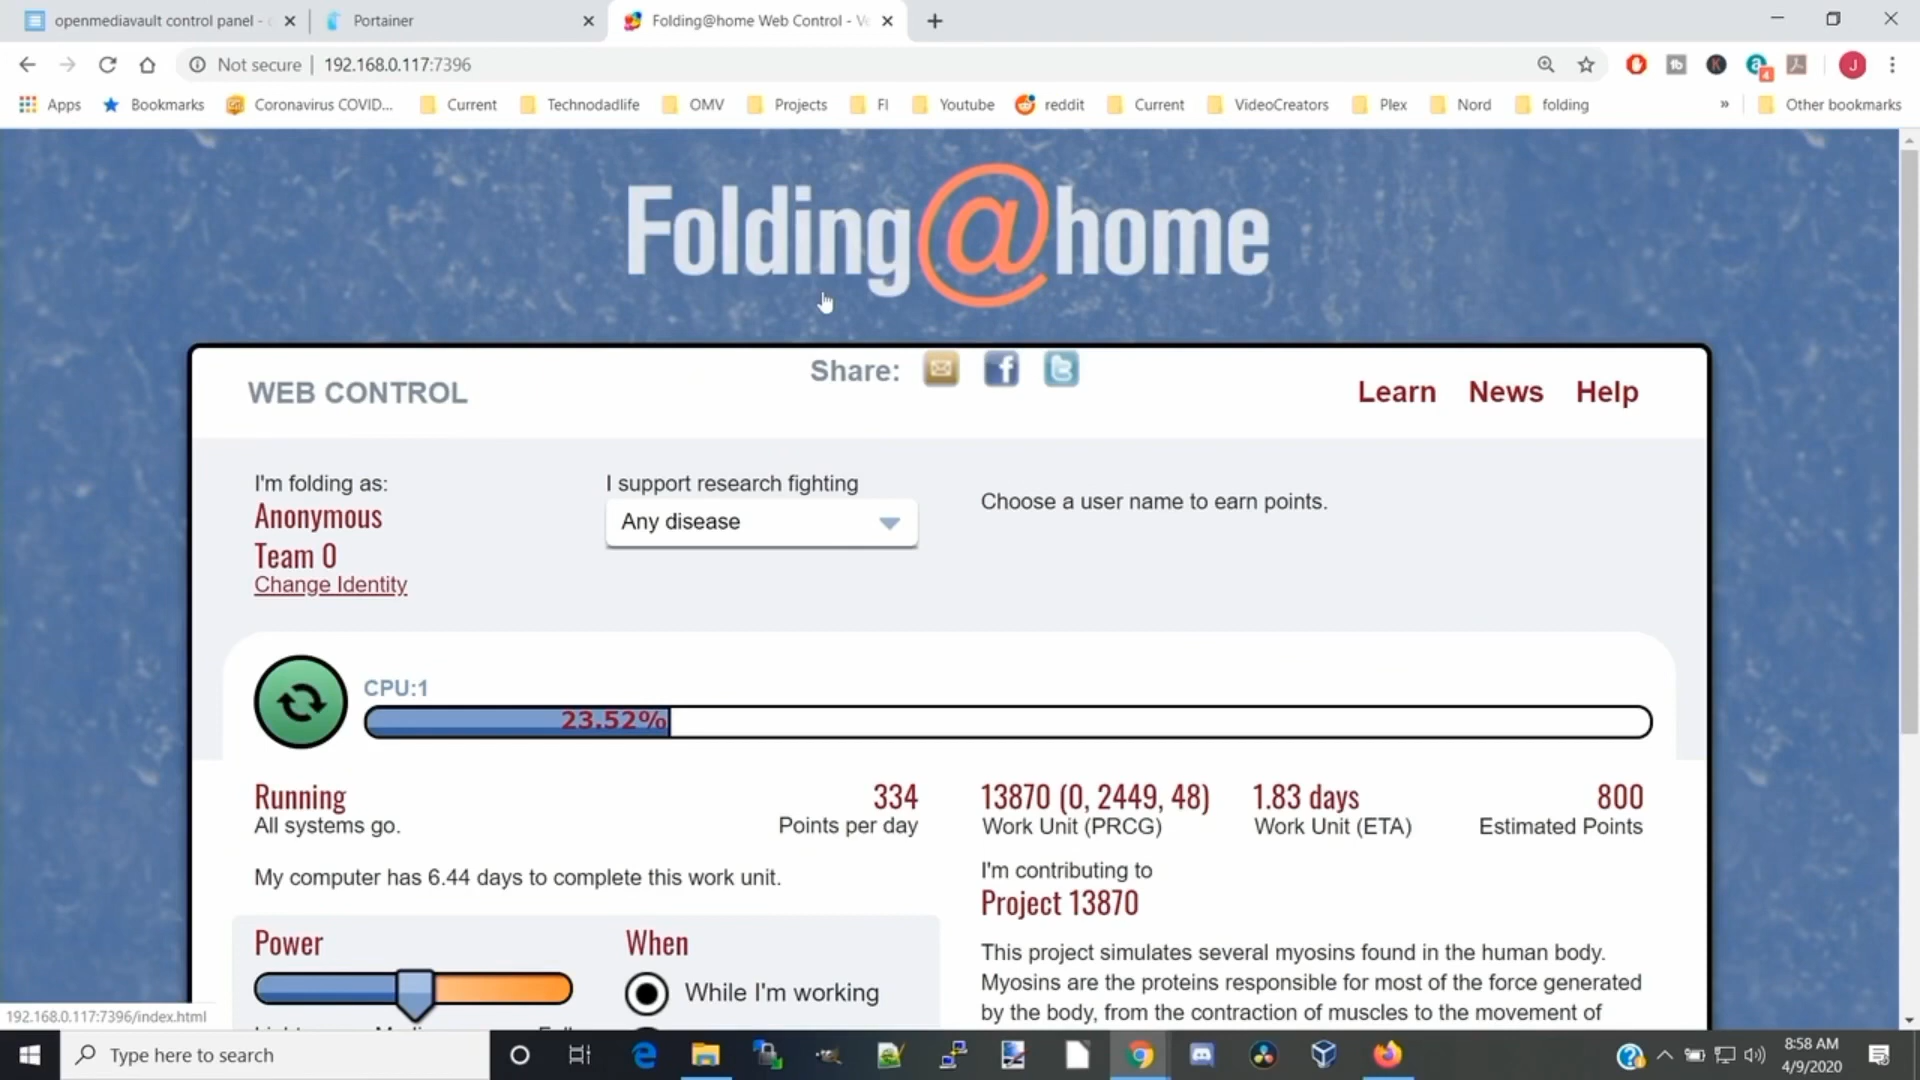 openmediavault control panel -
Portainer
Folding@home Web Control - Ve
Not secure | 192.168.0.117:7396
J
Apps Bookmarks Coronavirus COVID... Current Technodadlife OMV Projects FI Youtube reddit Current VideoCreators Plex Nord folding » Other bookmarks
Folding@home
WEB CONTROL
Share:
Learn News Help
I'm folding as:
Anonymous
Team 0
Change Identity
I support research fighting
Any disease
Choose a user name to earn points.
CPU:1
23.52%
Running
All systems go.
334
Points per day
13870 (0, 2449, 48)
Work Unit (PRCG)
1.83 days
Work Unit (ETA)
800
Estimated Points
My computer has 6.44 days to complete this work unit.
I'm contributing to
Project 13870
This project simulates several myosins found in the human body.
Myosins are the proteins responsible for most of the force generated
by the body, from the contraction of muscles to the movement of
Power
When
While I'm working
192.168.0.117:7396/index.html
Type here to search
8:58 AM
4/9/2020